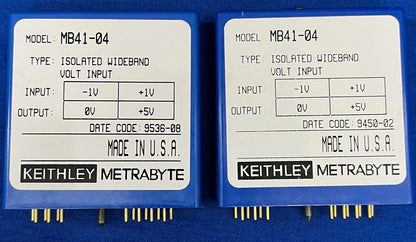 MODEL: MB41-04
TYPE: ISOLATED WIDEBAND
VOLT INPUT
INPUT: -1V +1V
OUTPUT: 0V +5V
DATE CODE: 9536-08
MADE IN U.S.A.
KEITHLEY METRABYTE
MODEL: MB41-04
TYPE: ISOLATED WIDEBAND
VOLT INPUT
INPUT: -1V +1V
OUTPUT: 0V +5V
DATE CODE: 9450-02
MADE IN U.S.A.
KEITHLEY METRABYTE